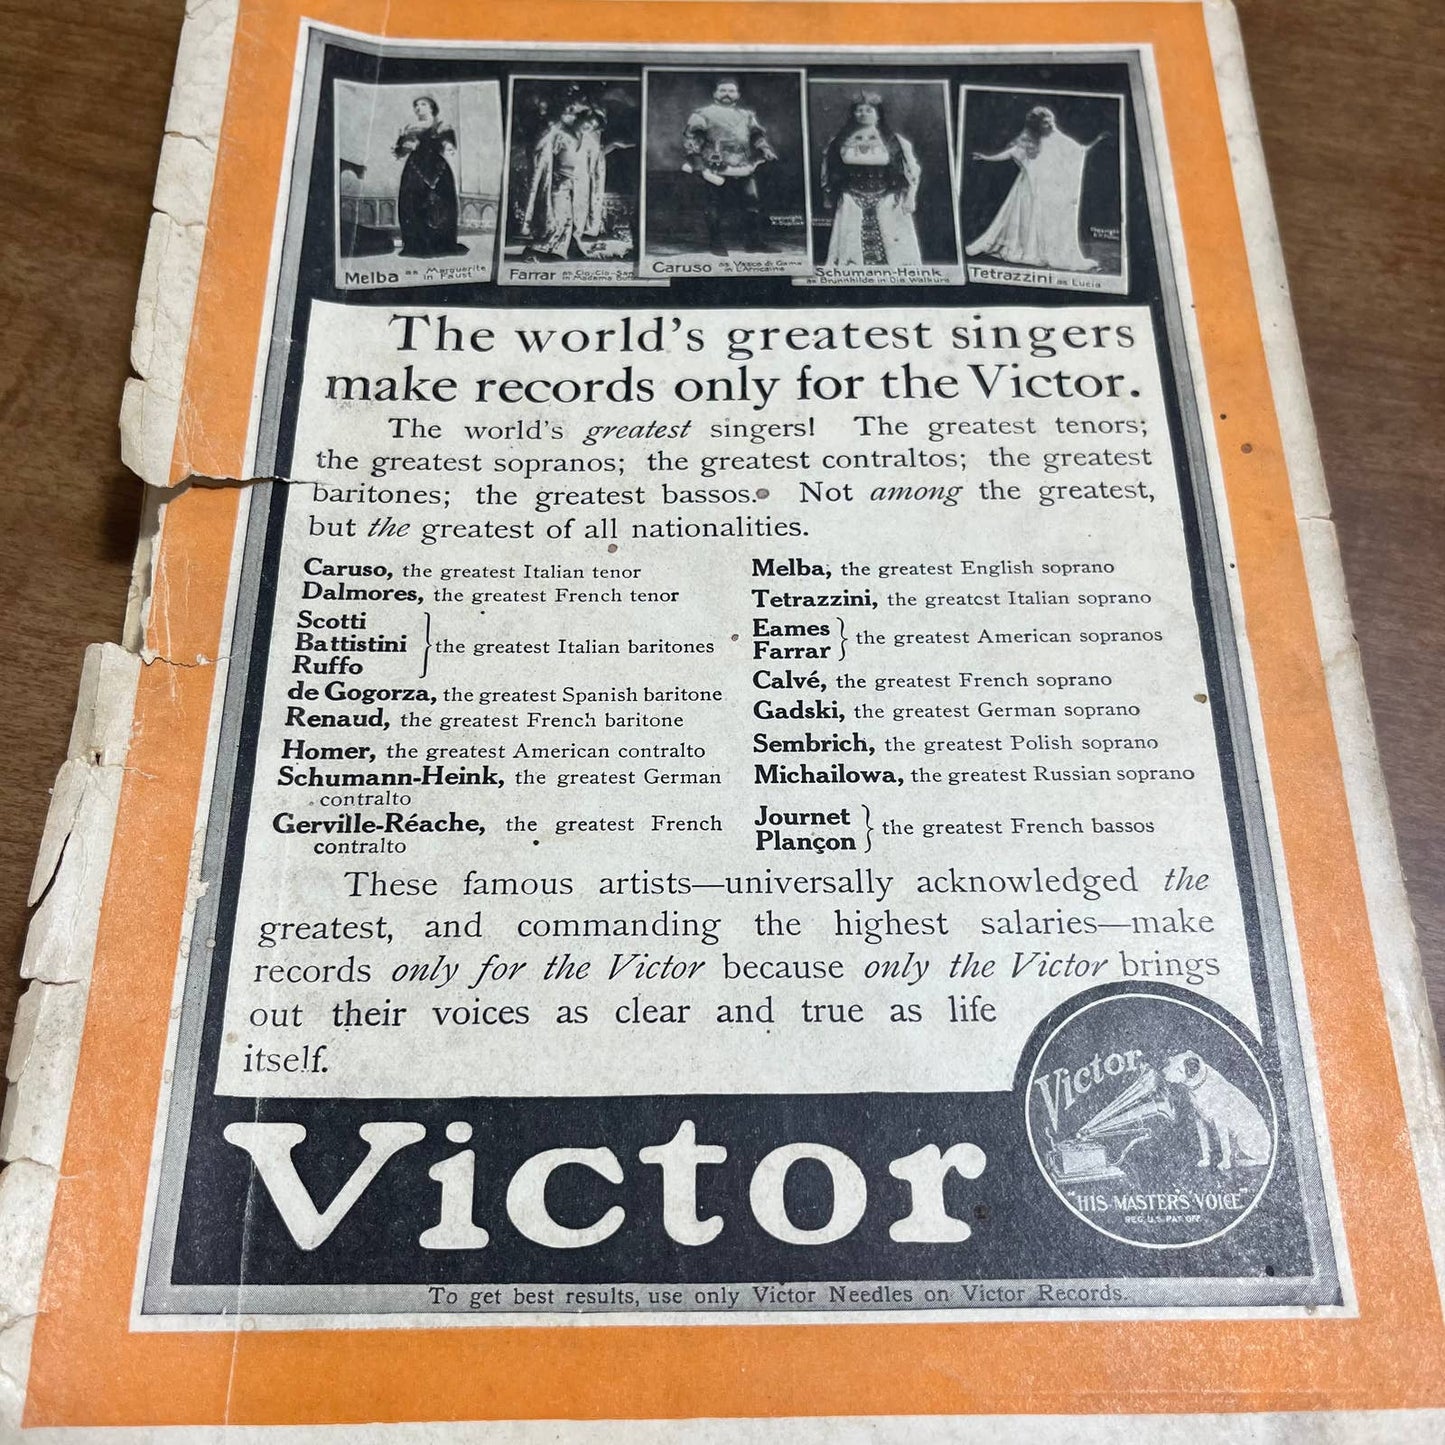 Melba as Marguerite in Faust
Farrar as Cio-Cio-San in Madama
Caruso as Vasco di Gama in L'Africaine
Schumann-Heink as Brunnhilde in Die Walkure
Tetrazzini as Lucia
The world's greatest singers
make records only for the Victor.
The world's greatest singers! The greatest tenors;
the greatest sopranos; the greatest contraltos; the greatest
baritones; the greatest bassos. Not among the greatest,
but the greatest of all nationalities.
Caruso, the greatest Italian tenor
Dalmores, the greatest French tenor
Scotti
Battistini
Ruffo
the greatest Italian baritones
de Gogorza, the greatest Spanish baritone
Renaud, the greatest French baritone
Homer, the greatest American contralto
Schumann-Heink, the greatest German
contralto
Gerville-Réache, the greatest French
contralto
Melba, the greatest English soprano
Tetrazzini, the greatest Italian soprano
Eames
Farrar
the greatest American sopranos
Calvé, the greatest French soprano
Gadski, the greatest German soprano
Sembrich, the greatest Polish soprano
Michailowa, the greatest Russian soprano
Journet
Plançon
the greatest French bassos
These famous artists—universally acknowledged the
greatest, and commanding the highest salaries—make
records only for the Victor because only the Victor brings
out their voices as clear and true as life
itself.
Victor
Victor
"HIS MASTER'S VOICE"
REG. U.S. PAT. OFF.
To get best results, use only Victor Needles on Victor Records.